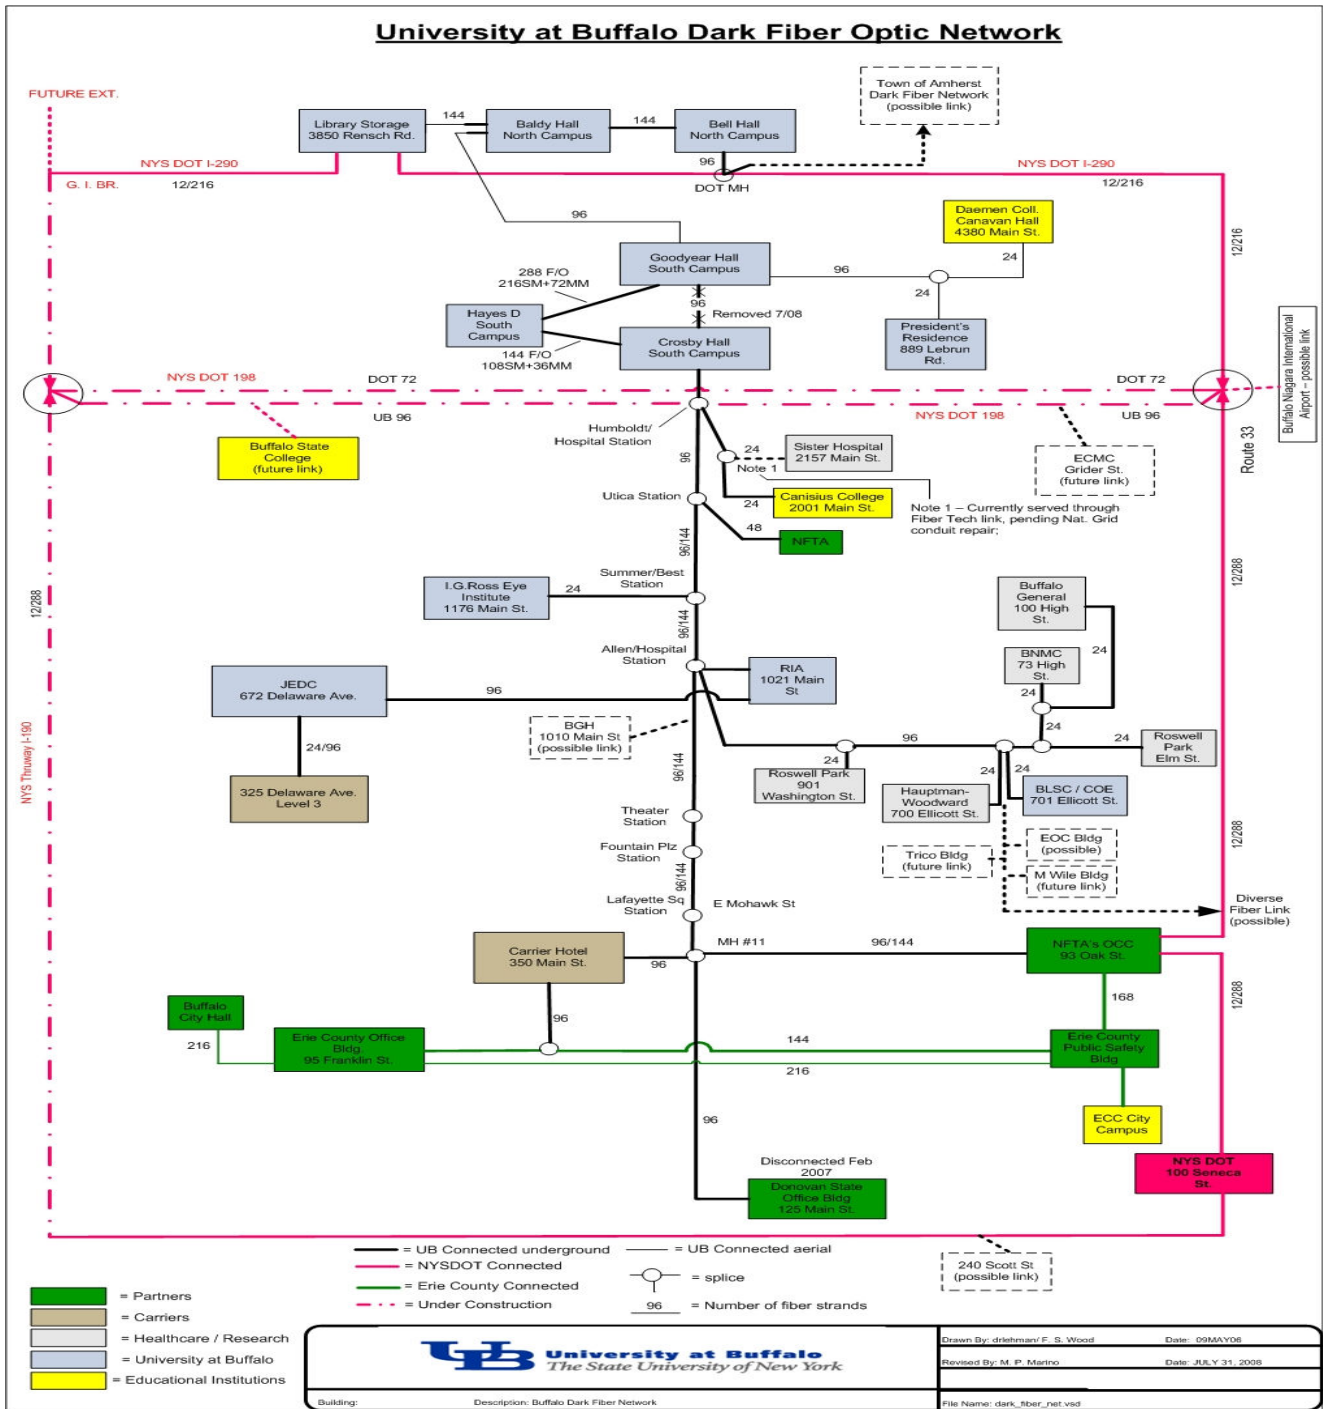 University at Buffalo Dark Fiber Optic Network
FUTURE EXT.
Library Storage
3850 Rensch Rd.
144
Baldy Hall
North Campus
144
Bell Hall
North Campus
Town of Amherst
Dark Fiber Network
(possible link)
96
DOT MH
NYS DOT I-290
G. I. BR.
12/216
NYS DOT I-290
12/216
12/216
96
Goodyear Hall
South Campus
96
Daemen Coll.
Canavan Hall
4380 Main St.
24
24
President's
Residence
889 Lebrun
Rd.
288 F/O
216SM+72MM
Hayes D
South
Campus
144 F/O
108SM+36MM
96
Removed 7/08
Crosby Hall
South Campus
Buffalo Niagara International
Airport – possible link
NYS DOT 198
DOT 72
UB 96
DOT 72
NYS DOT 198
UB 96
Route 33
Buffalo State
College
(future link)
Humboldt/
Hospital Station
96
24
Note 1
Sister Hospital
2157 Main St.
24
Canisius College
2001 Main St.
ECMC
Grider St.
(future link)
Note 1 – Currently served through
Fiber Tech link, pending Nat. Grid
conduit repair;
Utica Station
48
NFTA
96/144
12/288
12/288
Summer/Best
Station
I.G.Ross Eye
Institute
1176 Main St.
24
96/144
Allen/Hospital
Station
RIA
1021 Main
St
Buffalo
General
100 High
St.
BNMC
73 High
St.
24
24
24
JEDC
672 Delaware Ave.
96
24/96
325 Delaware Ave.
Level 3
BGH
1010 Main St
(possible link)
NYS Thruway I-190
96/144
96
24
Roswell Park
901
Washington St.
24
Roswell
Park
Elm St.
24
24
Hauptman-
Woodward
700 Ellicott St.
BLSC / COE
701 Ellicott St.
Theater
Station
Fountain Plz
Station
96/144
Trico Bldg
(future link)
EOC Bldg
(possible)
M Wile Bldg
(future link)
12/288
Diverse
Fiber Link
(possible)
Lafayette Sq
Station
E Mohawk St
MH #11
96/144
NFTA's OCC
93 Oak St.
Carrier Hotel
350 Main St.
96
12/288
168
Buffalo
City Hall
216
96
Erie County Office
Bldg.
95 Franklin St.
144
216
Erie County
Public Safety
Bldg
ECC City
Campus
96
Disconnected Feb
2007
Donovan State
Office Bldg
125 Main St.
NYS DOT
100 Seneca
St.
240 Scott St
(possible link)
= UB Connected underground
= UB Connected aerial
= NYSDOT Connected
= splice
= Erie County Connected
= Under Construction
96
= Number of fiber strands
= Partners
= Carriers
= Healthcare / Research
= University at Buffalo
= Educational Institutions
UB
University at Buffalo
The State University of New York
Building:
Description: Buffalo Dark Fiber Network
Drawn By: drlehman/ F. S. Wood
Date: 09MAY06
Revised By: M. P. Marino
Date: JULY 31, 2008
File Name: dark_fiber_net.vsd